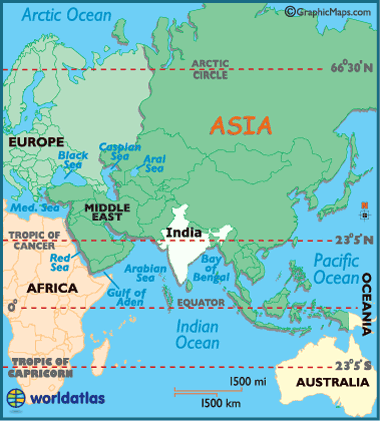 ©GraphicMaps.com
Arctic Ocean
ARCTIC
CIRCLE
66°30'N
ASIA
EUROPE
Black
Sea
Caspian
Sea
Aral
Sea
Med. Sea
MIDDLE
EAST
India
TROPIC OF
CANCER
23°5'N
Red
Sea
Arabian
Sea
Bay
of
Bengal
Pacific
Ocean
AFRICA
Gulf of
Aden
EQUATOR
OCEANIA
0°
Indian
Ocean
TROPIC OF
CAPRICORN
23°5'S
1500 mi
1500 km
AUSTRALIA
worldatlas